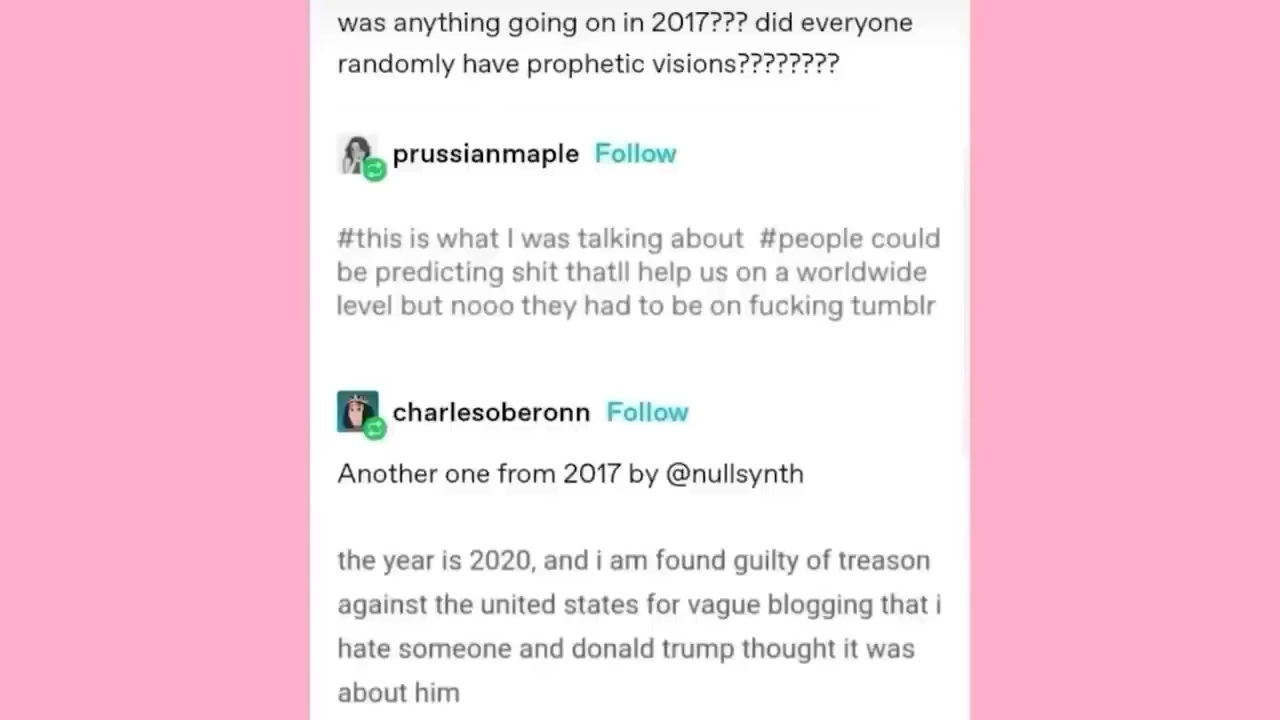 was anything going on in 2017??? did everyone
randomly have prophetic visions????????
prussianmaple Follow
#this is what I was talking about #people could
be predicting shit thatll help us on a worldwide
level but nooo they had to be on fucking tumblr
charlesoberonn Follow
Another one from 2017 by @nullsynth
the year is 2020, and i am found guilty of treason
against the united states for vague blogging that i
hate someone and donald trump thought it was
about him